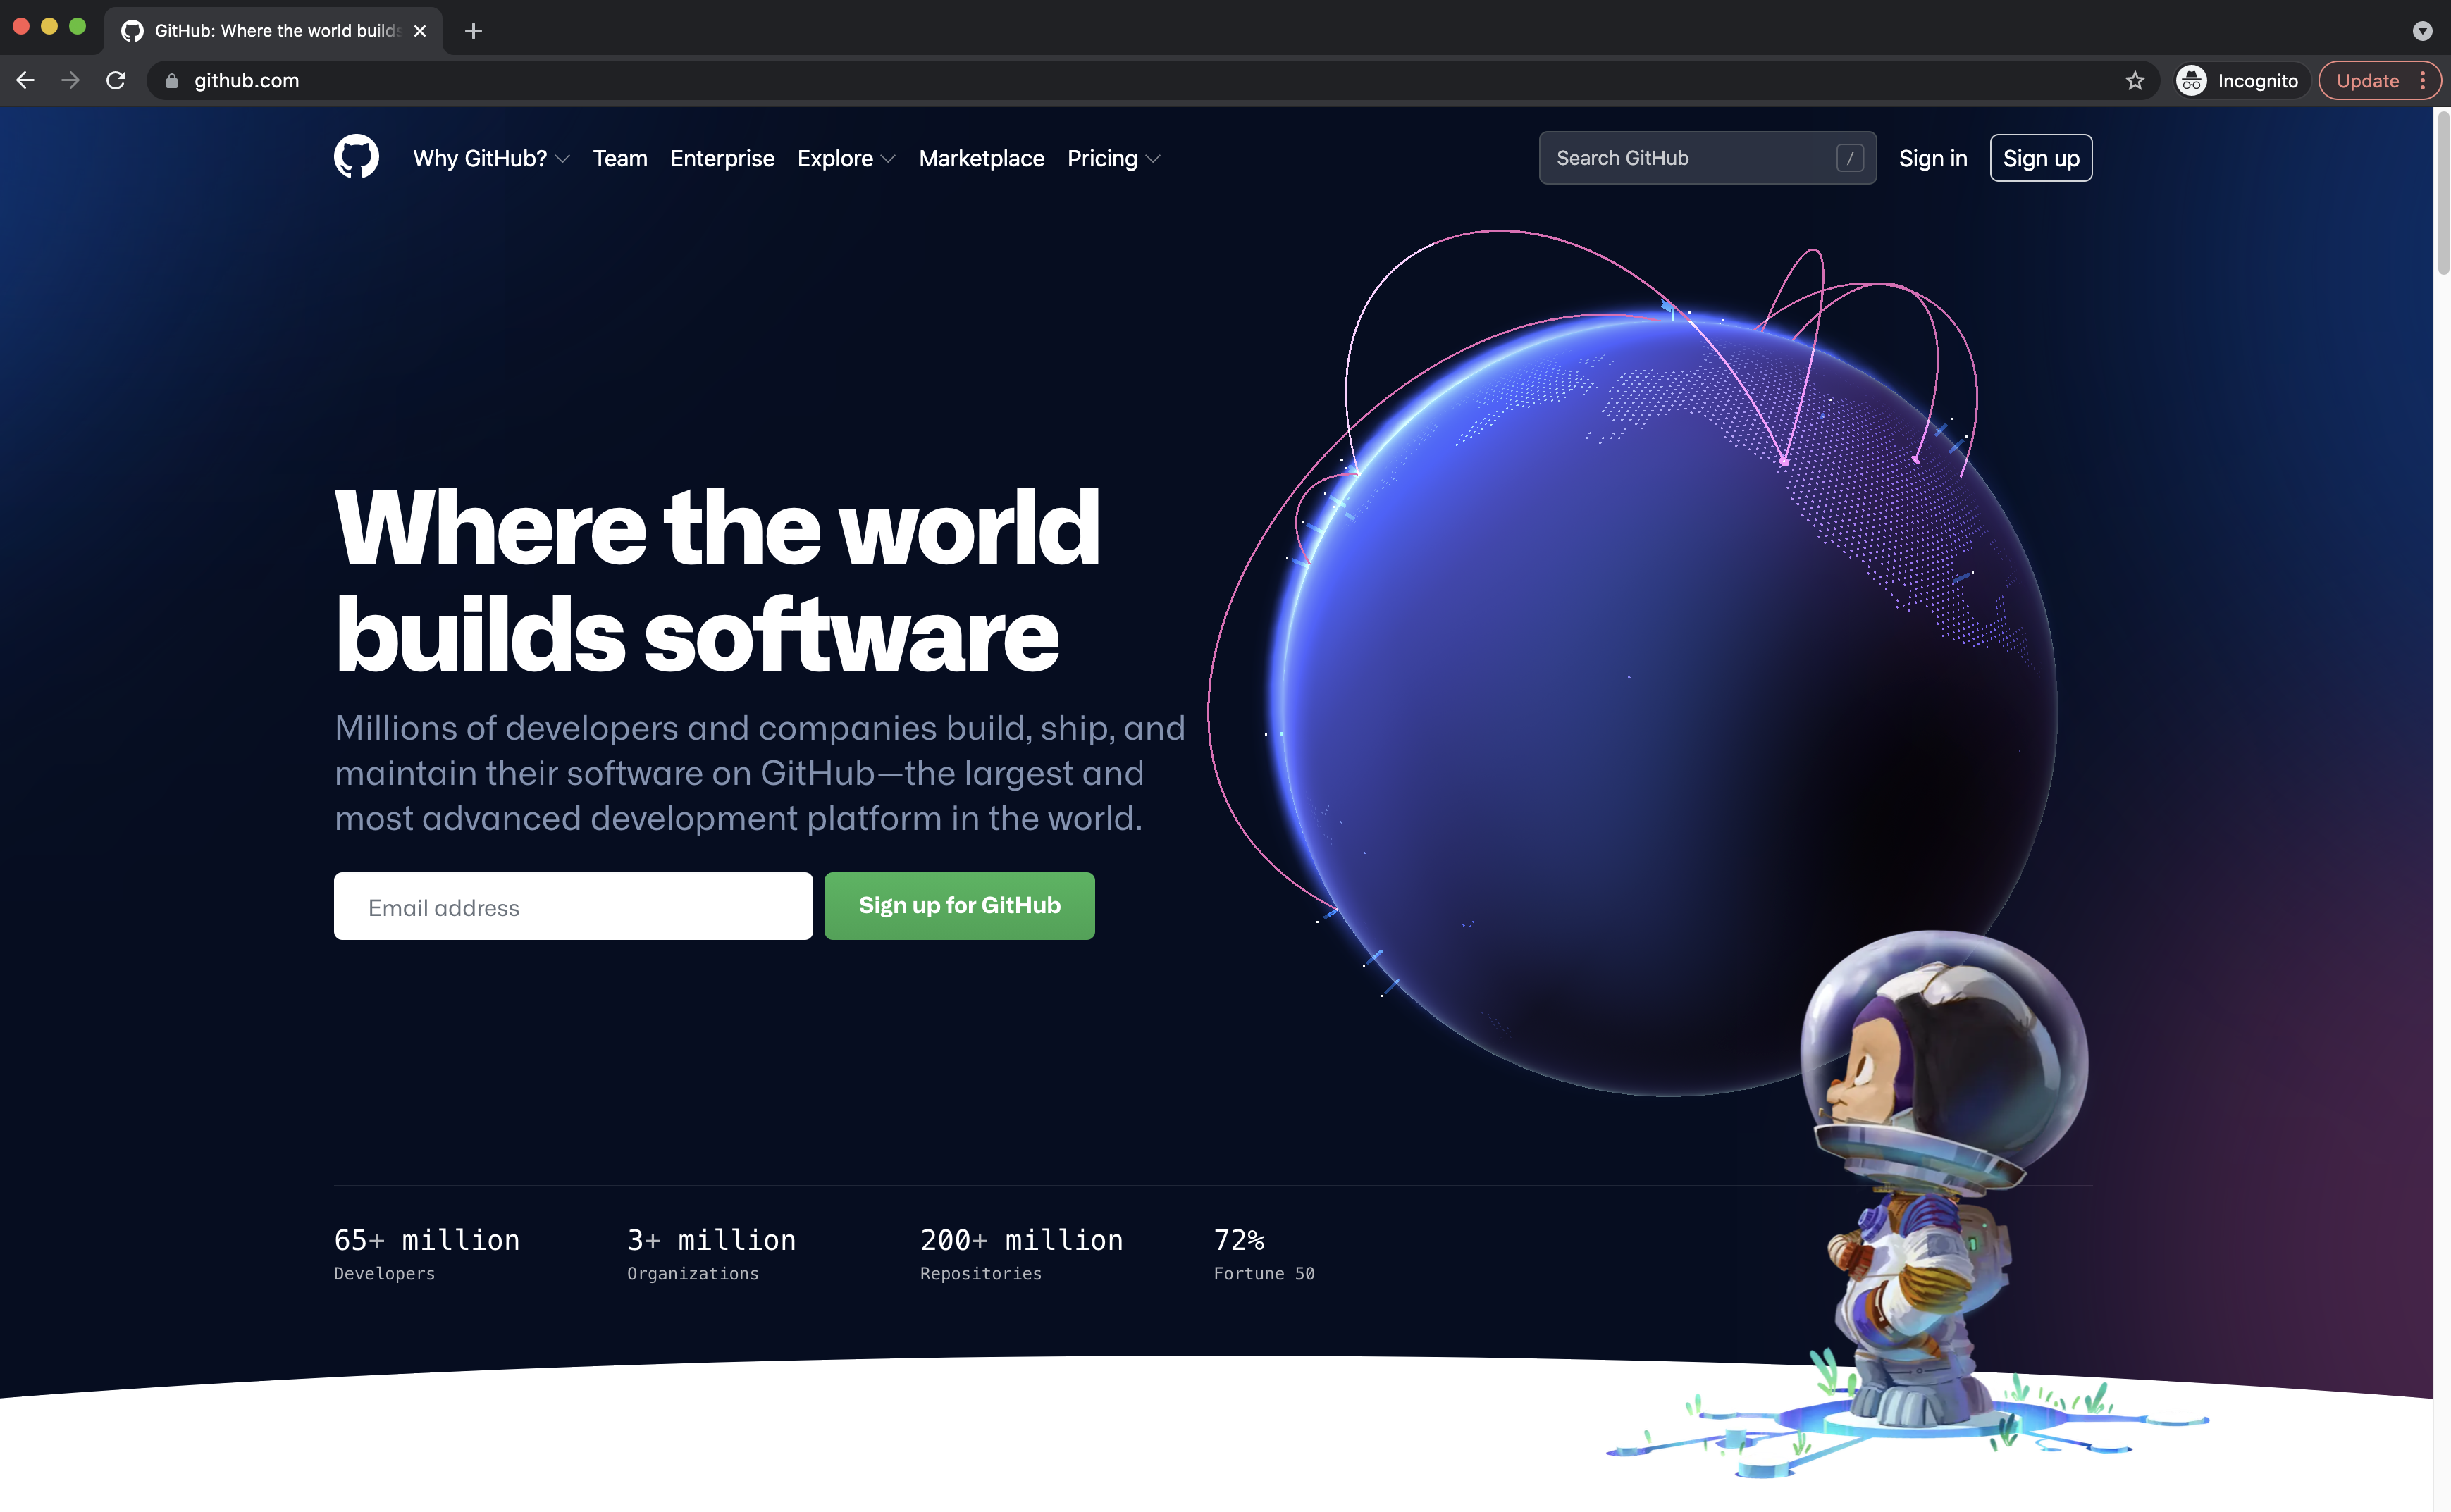 GitHub: Where the world builds
github.com
Incognito
Update
Why GitHub? Team Enterprise Explore Marketplace Pricing
Search GitHub /
Sign in
Sign up
Where the world
builds software
Millions of developers and companies build, ship, and
maintain their software on GitHub—the largest and
most advanced development platform in the world.
Email address
Sign up for GitHub
65+ million
Developers
3+ million
Organizations
200+ million
Repositories
72%
Fortune 50